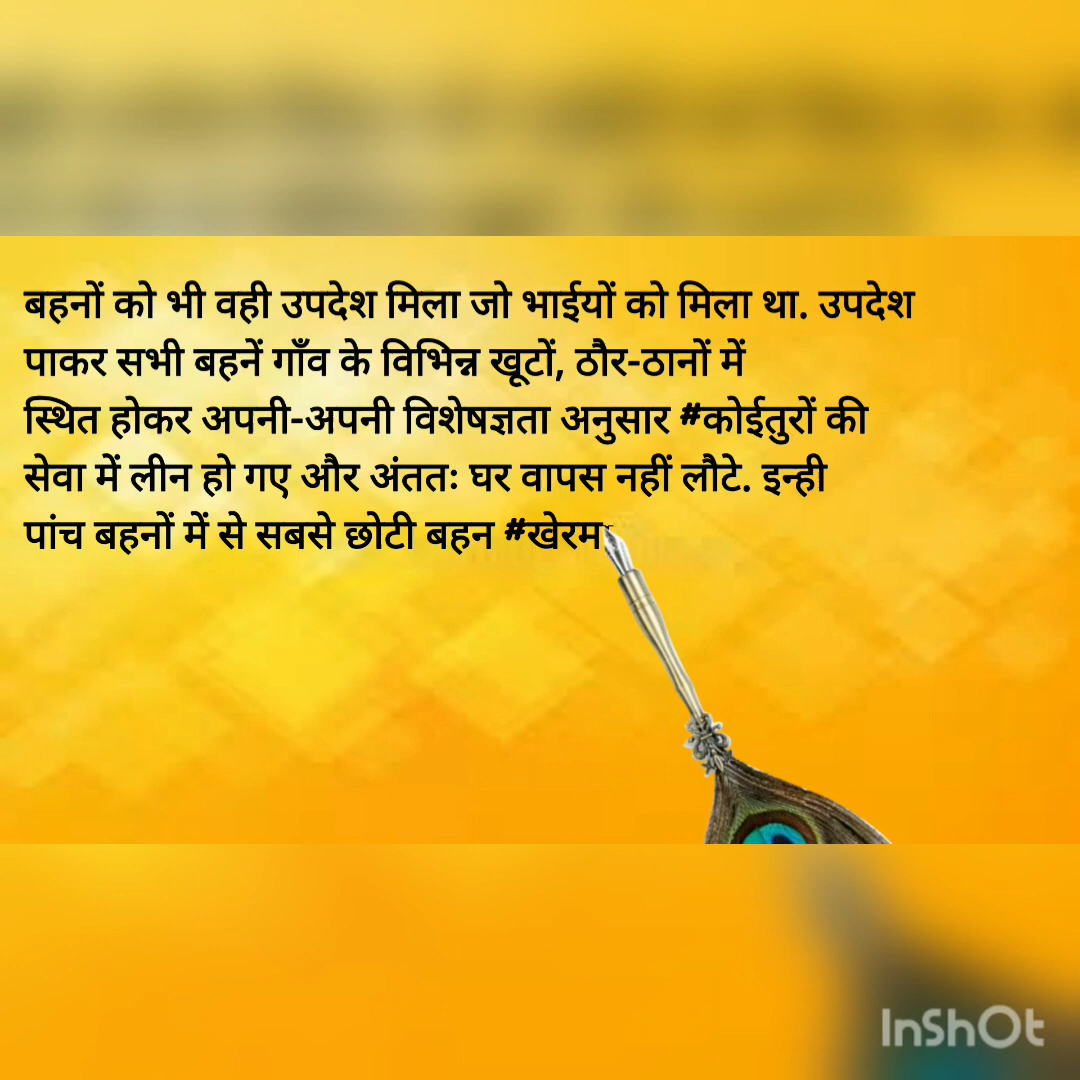 बहनों को भी वही उपदेश मिला जो भाईयों को मिला था. उपदेश
पाकर सभी बहनें गाँव के विभिन्न खूटों, ठौर-ठानों में
स्थित होकर अपनी-अपनी विशेषज्ञता अनुसार #कोईतुरों की
सेवा में लीन हो गए और अंततः घर वापस नहीं लौटे. इन्ही
पांच बहनों में से सबसे छोटी बहन #खेरम
InShOt